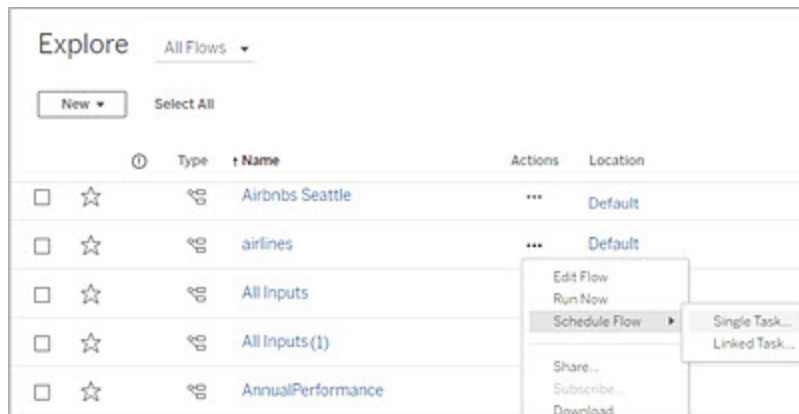 Explore All Flows
New Select All
Type ↑ Name Actions Location
Airbnbs Seattle ... Default
airlines ... Default
Edit Flow
All Inputs
Run Now
Schedule Flow Single Task...
All Inputs (1) Linked Task...
Share...
AnnualPerformance
Subscribe...
Download